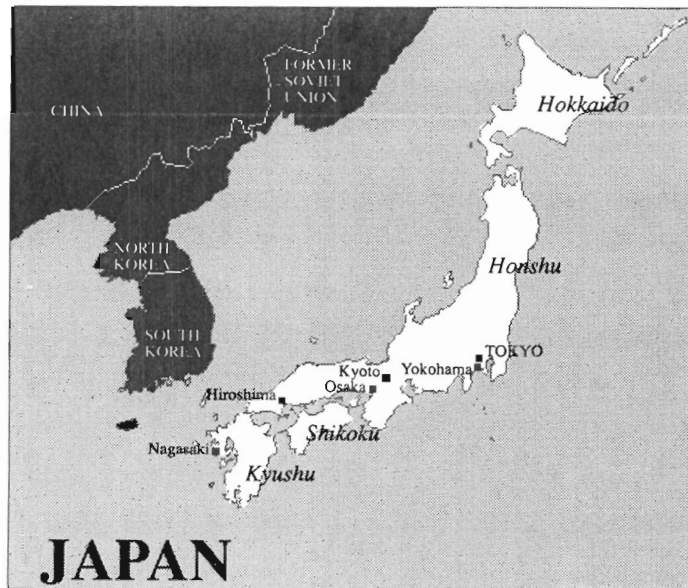 FORMER
SOVIET
UNION
CHINA
Hokkaido
NORTH
KOREA
Honshu
SOUTH
KOREA
TOKYO
Kyoto
Yokohama
Osaka
Hiroshima
Shikoku
Nagasaki
Kyushu
JAPAN